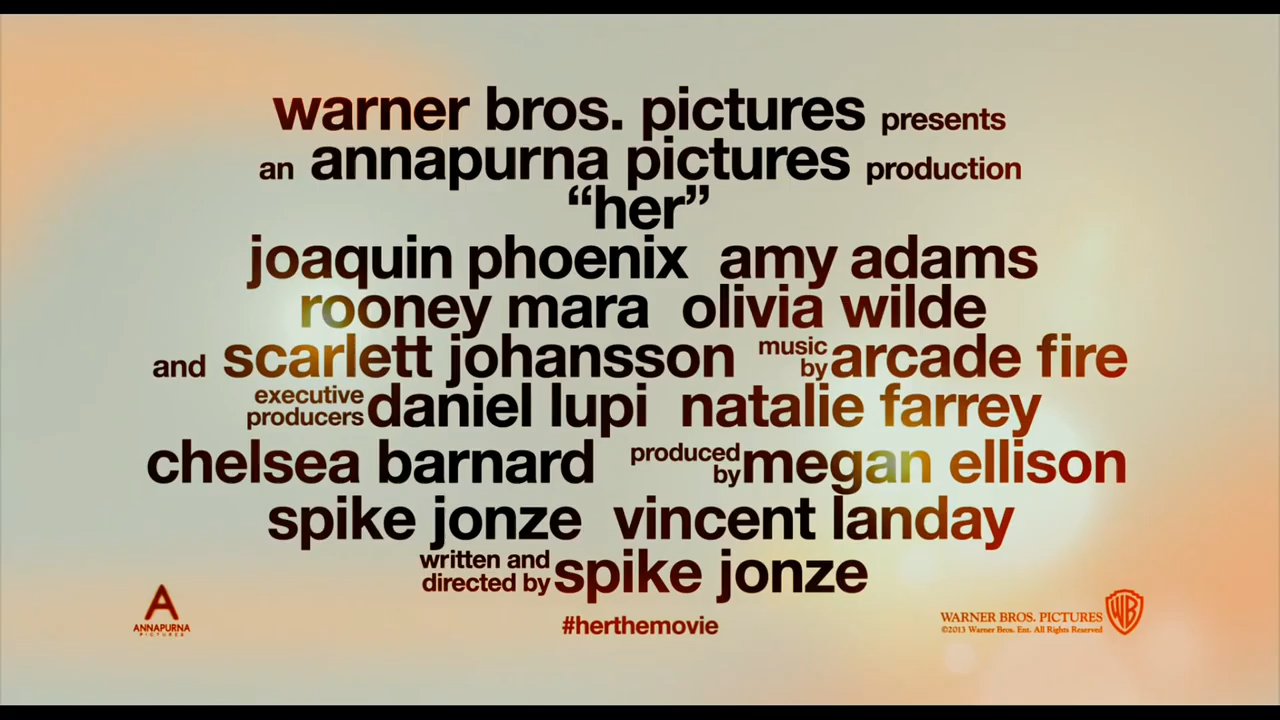 warner bros. pictures presents
an annapurna pictures production
“her”
joaquin phoenix amy adams
rooney mara olivia wilde
and scarlett johansson music by arcade fire
executive producers daniel lupi natalie farrey
chelsea barnard produced by megan ellison
spike jonze vincent landay
written and directed by spike jonze
#herthemovie
A
ANNAPURNA
PICTURES
WARNER BROS. PICTURES
©2013 Warner Bros. Ent. All Rights Reserved
WB